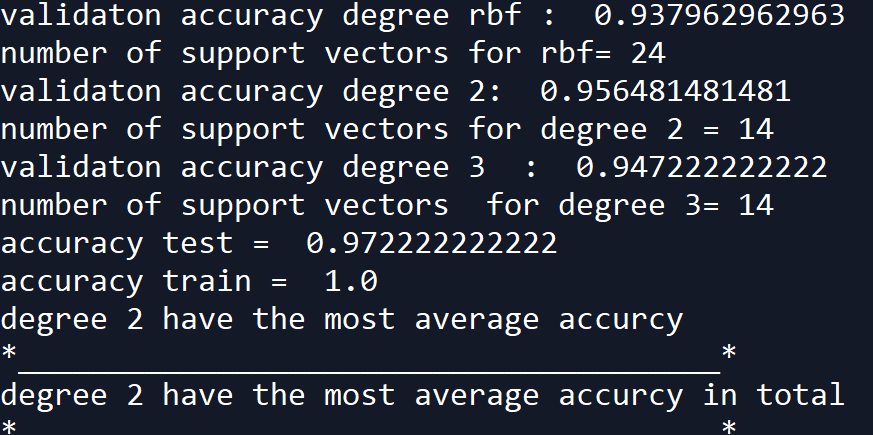 validaton accuracy degree rbf :  0.937962962963
number of support vectors for rbf= 24
validaton accuracy degree 2:  0.956481481481
number of support vectors for degree 2 = 14
validaton accuracy degree 3  :  0.947222222222
number of support vectors  for degree 3= 14
accuracy test =  0.972222222222
accuracy train =  1.0
degree 2 have the most average accurcy
*_______________________________________*
degree 2 have the most average accurcy in total
*                                       *